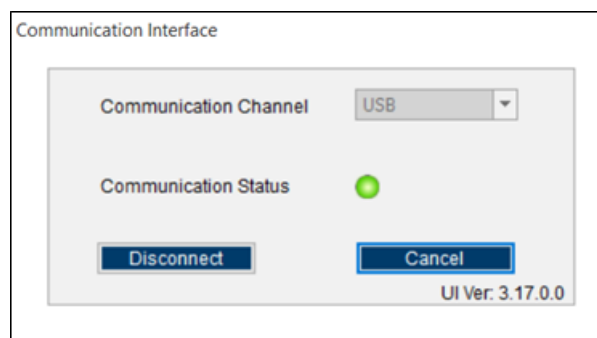 Communication Interface
Communication Channel USB
Communication Status
Disconnect Cancel
UI Ver: 3.17.0.0